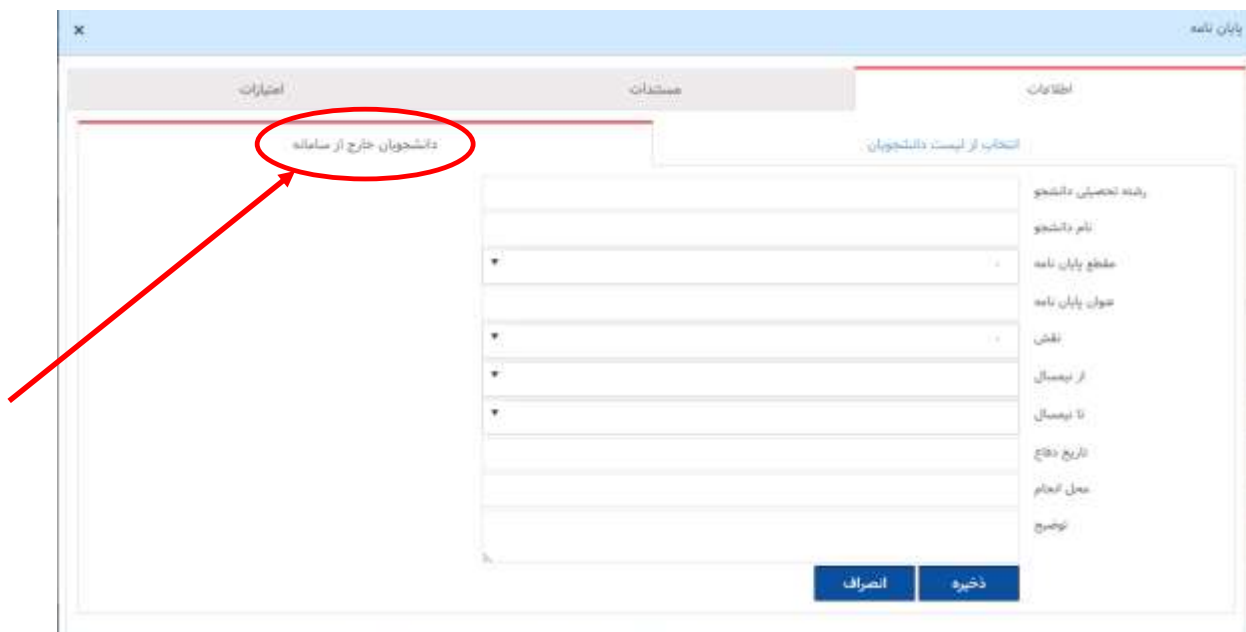 پایان نامه
×
اطلاعات
مستندات
امتیازات
انتخاب از لیست دانشجویان
دانشجویان خارج از سامانه
رشته تحصیلی دانشجو
نام دانشجو
مقطع پایان نامه
عنوان پایان نامه
نقش
از نیمسال
تا نیمسال
تاریخ دفاع
محل انجام
توضیح
ذخیره
انصراف